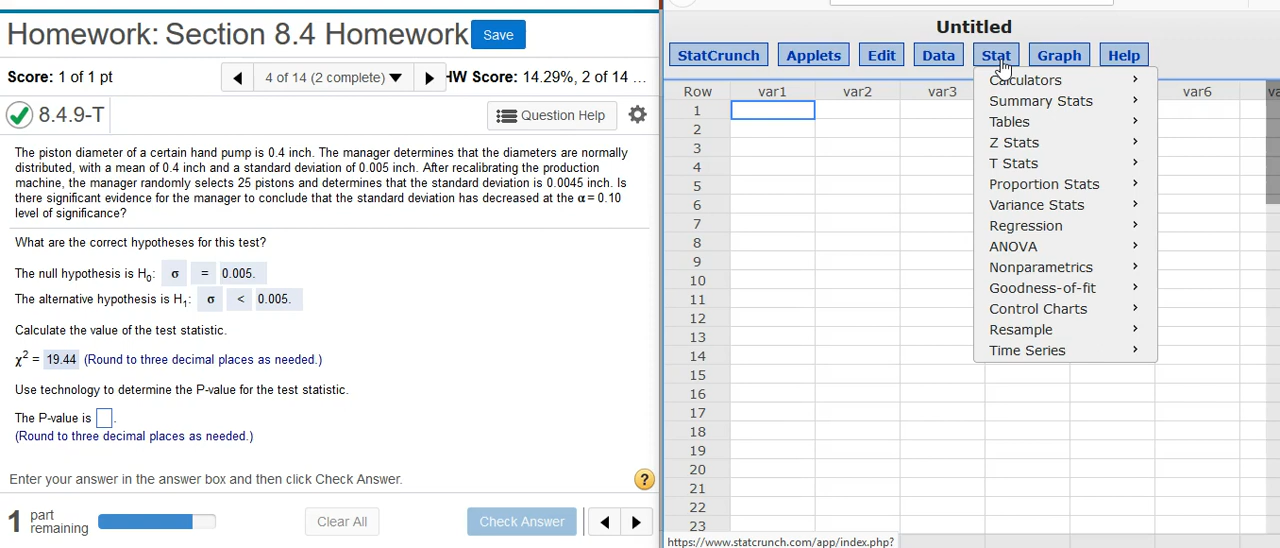 Homework: Section 8.4 Homework Save
Score: 1 of 1 pt 4 of 14 (2 complete) HW Score: 14.29%, 2 of 14 ...
8.4.9-T Question Help
The piston diameter of a certain hand pump is 0.4 inch. The manager determines that the diameters are normally
distributed, with a mean of 0.4 inch and a standard deviation of 0.005 inch. After recalibrating the production
machine, the manager randomly selects 25 pistons and determines that the standard deviation is 0.0045 inch. Is
there significant evidence for the manager to conclude that the standard deviation has decreased at the α = 0.10
level of significance?
What are the correct hypotheses for this test?
The null hypothesis is H₀: σ = 0.005.
The alternative hypothesis is H₁: σ < 0.005.
Calculate the value of the test statistic.
χ² = 19.44 (Round to three decimal places as needed.)
Use technology to determine the P-value for the test statistic.
The P-value is .
(Round to three decimal places as needed.)
Enter your answer in the answer box and then click Check Answer. ?
1 part remaining Clear All Check Answer
Untitled
StatCrunch Applets Edit Data Stat Graph Help
Row var1 var2 var3 var6 va
Calculators
Summary Stats
Tables
Z Stats
T Stats
Proportion Stats
Variance Stats
Regression
ANOVA
Nonparametrics
Goodness-of-fit
Control Charts
Resample
Time Series
1
2
3
4
5
6
7
8
9
10
11
12
13
14
15
16
17
18
19
20
21
22
23
https://www.statcrunch.com/app/index.php?